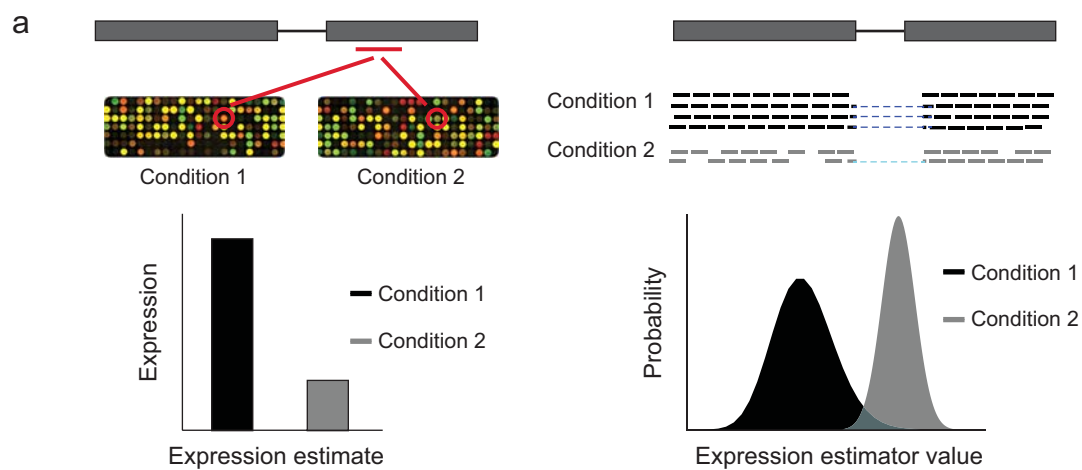 a
Condition 1
Condition 2
Expression
Condition 1
Condition 2
Expression estimate
Condition 1
Condition 2
Probability
Condition 1
Condition 2
Expression estimator value